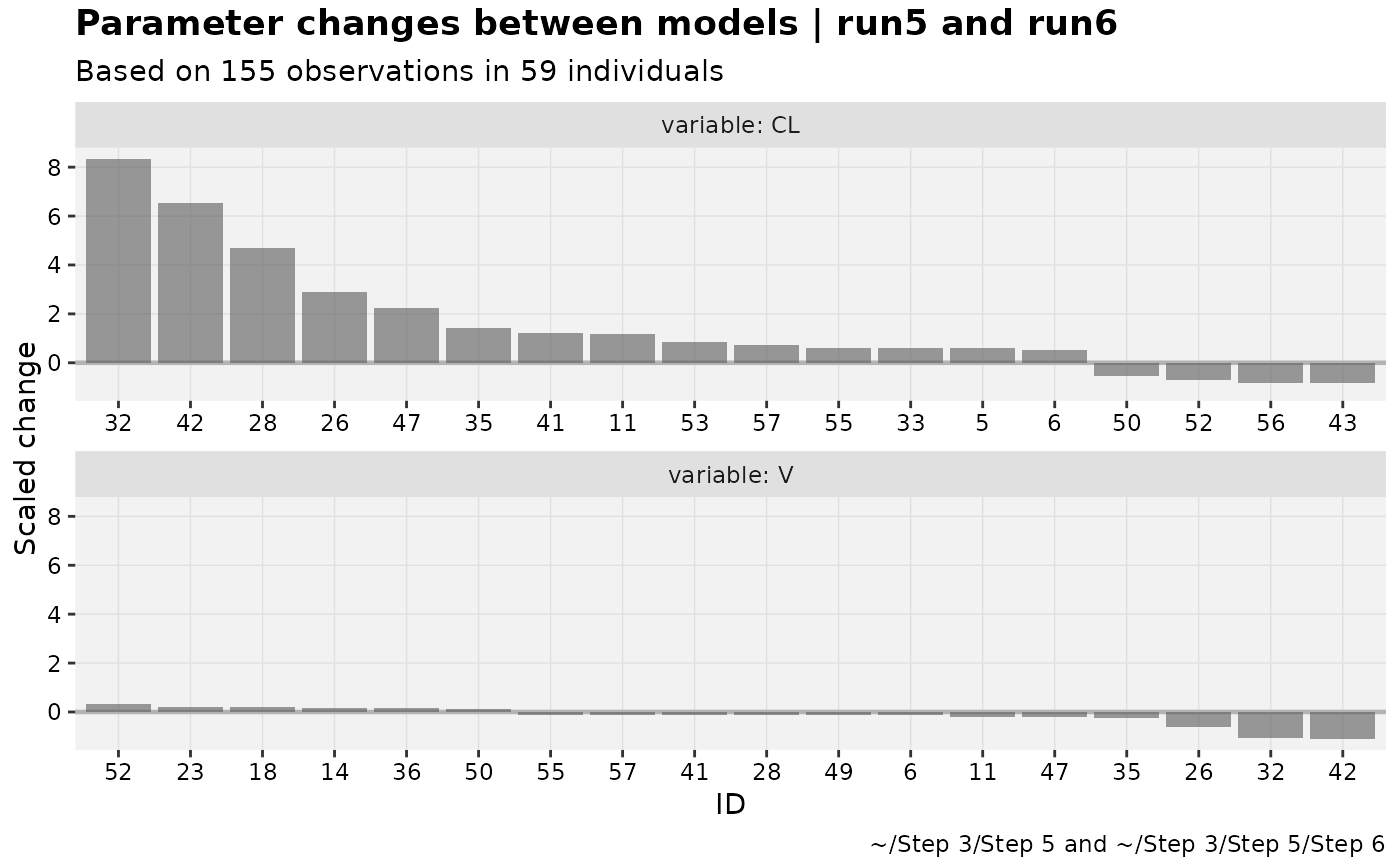 Parameter changes between models | run5 and run6
Based on 155 observations in 59 individuals
variable: CL
8
6
4
2
0
32 42 28 26 47 35 41 11 53 57 55 33 5 6 50 52 56 43
Scaled change
variable: V
8
6
4
2
0
52 23 18 14 36 50 55 57 41 28 49 6 11 47 35 26 32 42
ID
~/Step 3/Step 5 and ~/Step 3/Step 5/Step 6